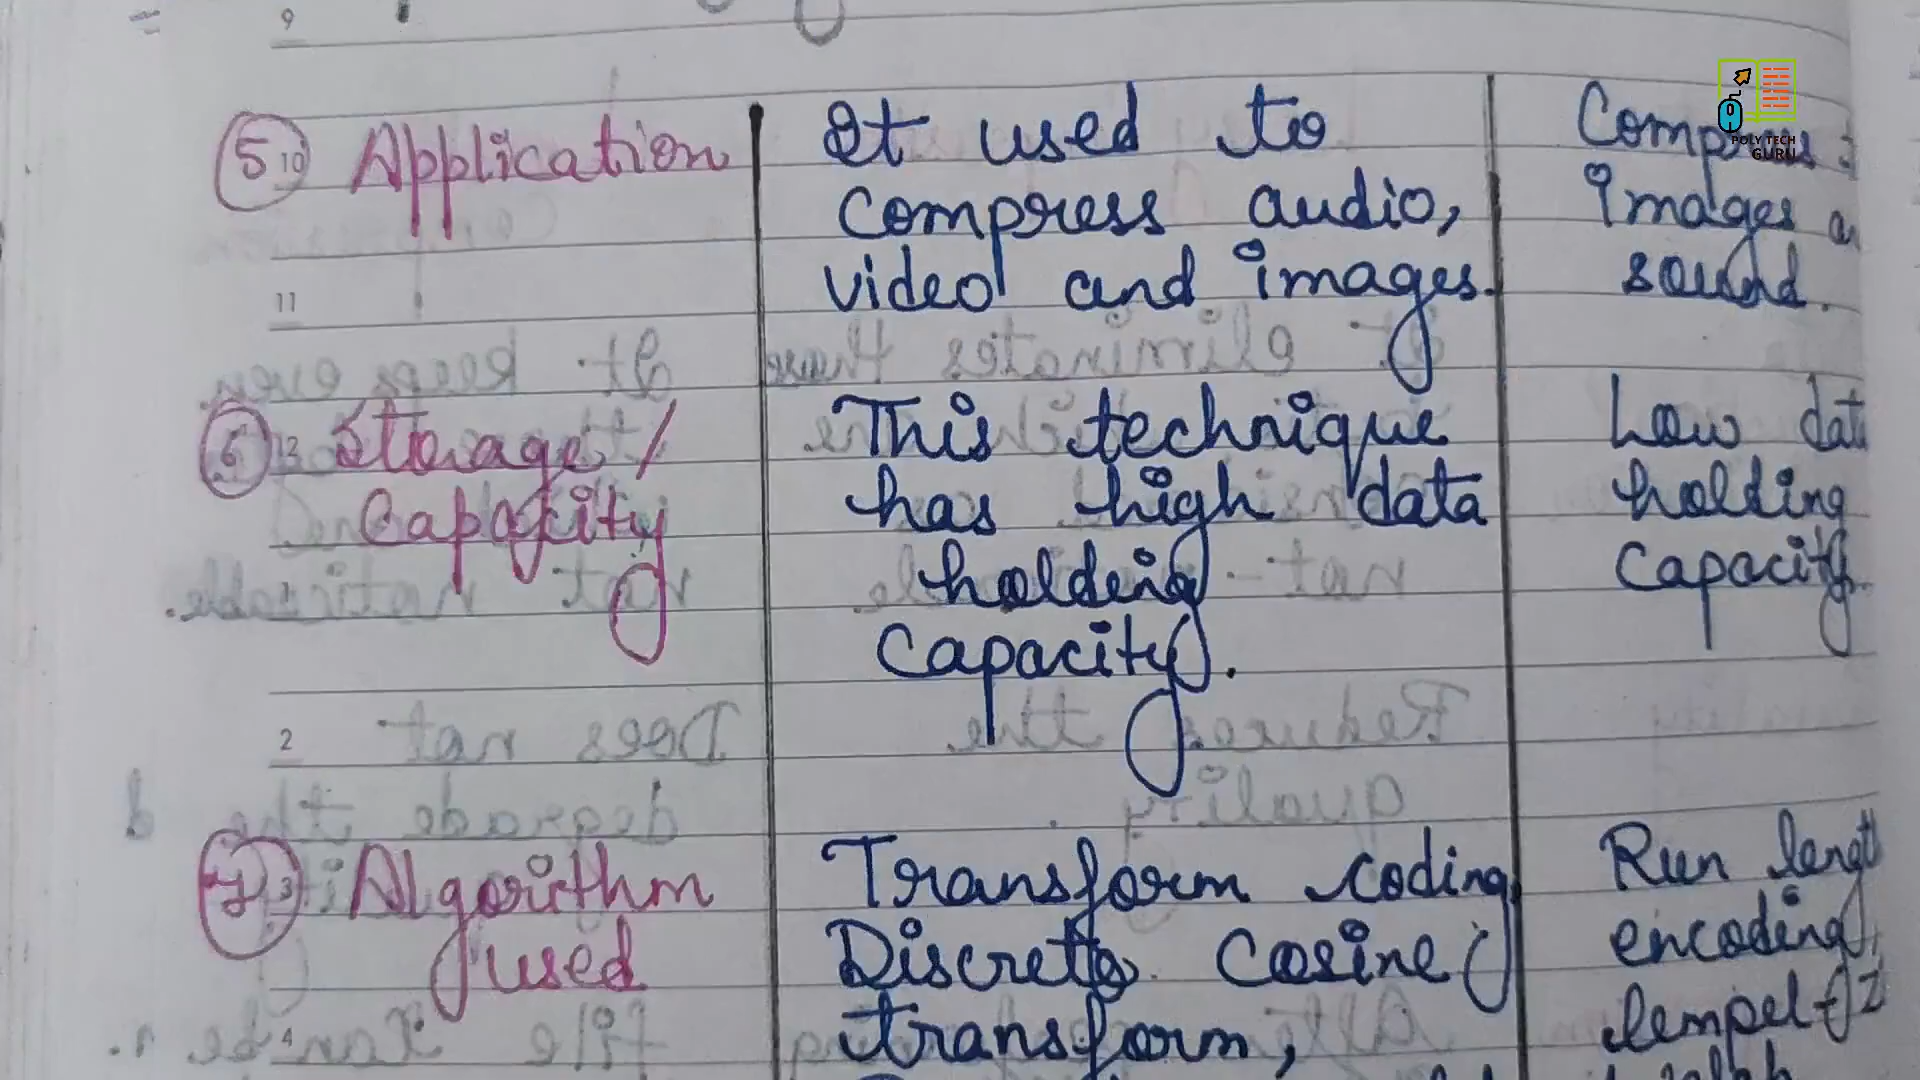 9
5 10 Application
It used to
compress audio,
video and images.
Compress
images
sound.
11
6 12 Storage/
Capacity
This technique
has high data
holding
capacity.
Low data
holding
capacity.
1
2
7 3 Algorithm
used
Transform coding,
Discrete Cosine
transform,
Run length
encoding,
lempel-
4
POLY TECH
GURU